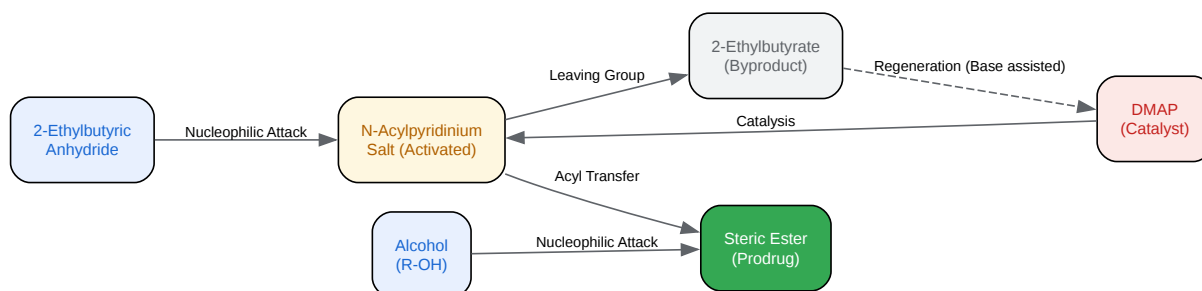 2-Ethylbutyrate
(Byproduct)
Regeneration (Base assisted)
Leaving Group
DMAP
(Catalyst)
2-Ethylbutyric
Anhydride
Nucleophilic Attack
N-Acylpyridinium
Salt (Activated)
Catalysis
Acyl Transfer
Alcohol
(R-OH)
Nucleophilic Attack
Steric Ester
(Prodrug)